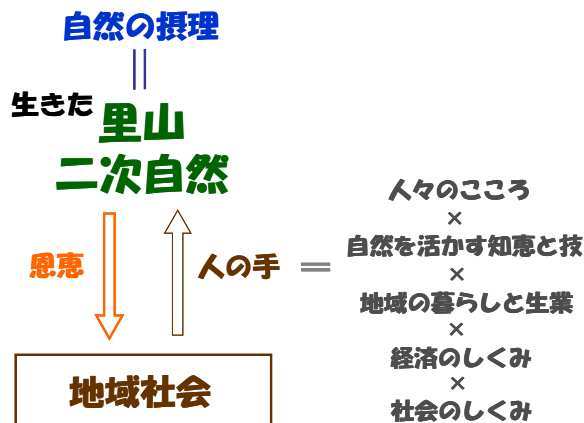 自然の摂理
生きた
里山
二次自然
恩恵
人の手
地域社会
人々のこころ
×
自然を活かす知恵と技
×
地域の暮らしと生業
×
経済のしくみ
×
社会のしくみ